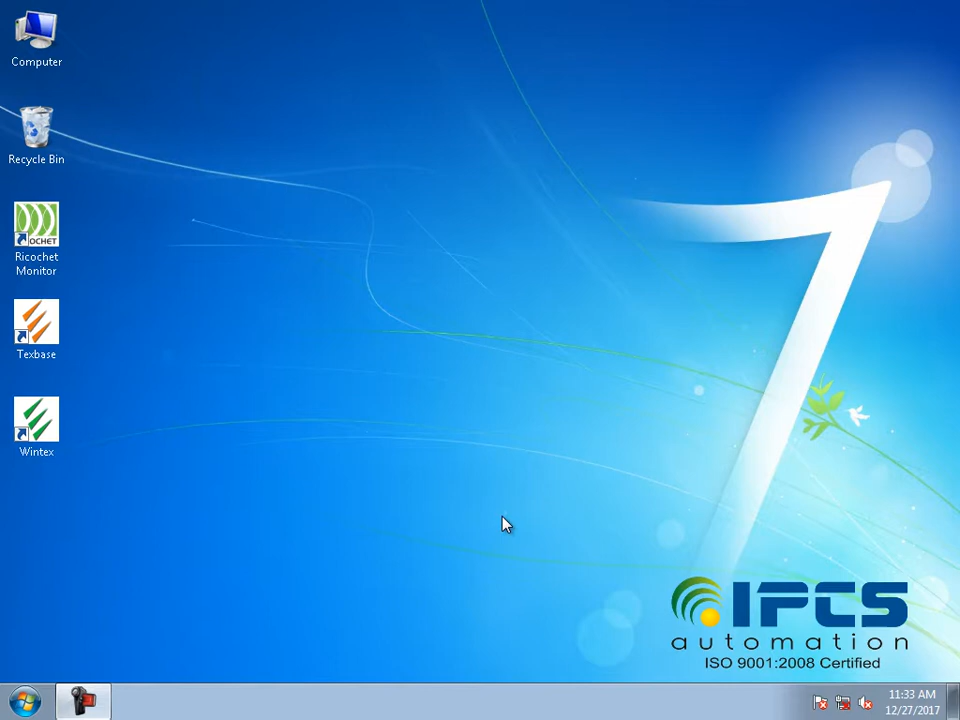 Computer
Recycle Bin
OCHET
Ricochet
Monitor
Texbase
Wintex
7
IPCS
automation
ISO 9001:2008 Certified
11:33 AM
12/27/2017